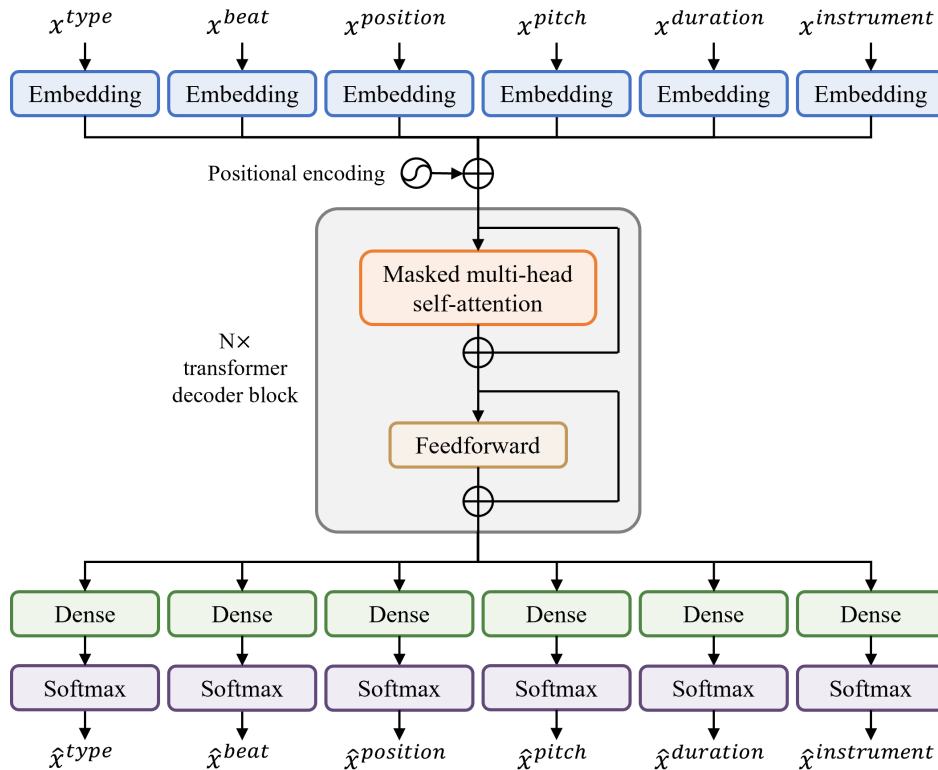 x^type x^beat x^position x^pitch x^duration x^instrument
Embedding Embedding Embedding Embedding Embedding Embedding
Positional encoding
Masked multi-head
self-attention
N×
transformer
decoder block
Feedforward
Dense Dense Dense Dense Dense Dense
Softmax Softmax Softmax Softmax Softmax Softmax
x̂^type x̂^beat x̂^position x̂^pitch x̂^duration x̂^instrument